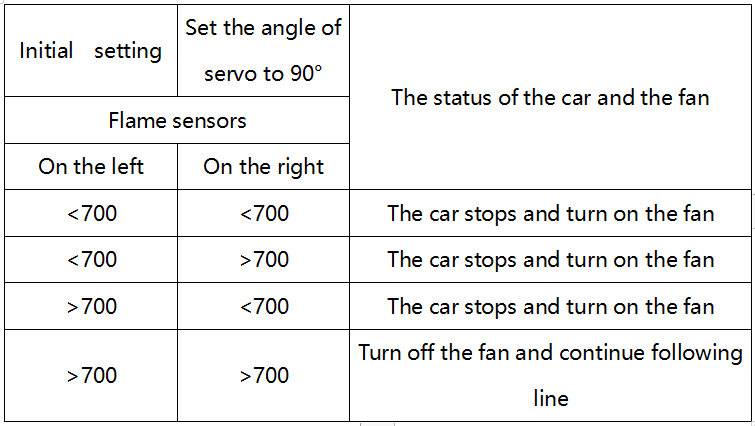 Initial setting
Set the angle of
servo to 90°
The status of the car and the fan
Flame sensors
On the left
On the right
<700
<700
The car stops and turn on the fan
<700
>700
The car stops and turn on the fan
>700
<700
The car stops and turn on the fan
>700
>700
Turn off the fan and continue following
line